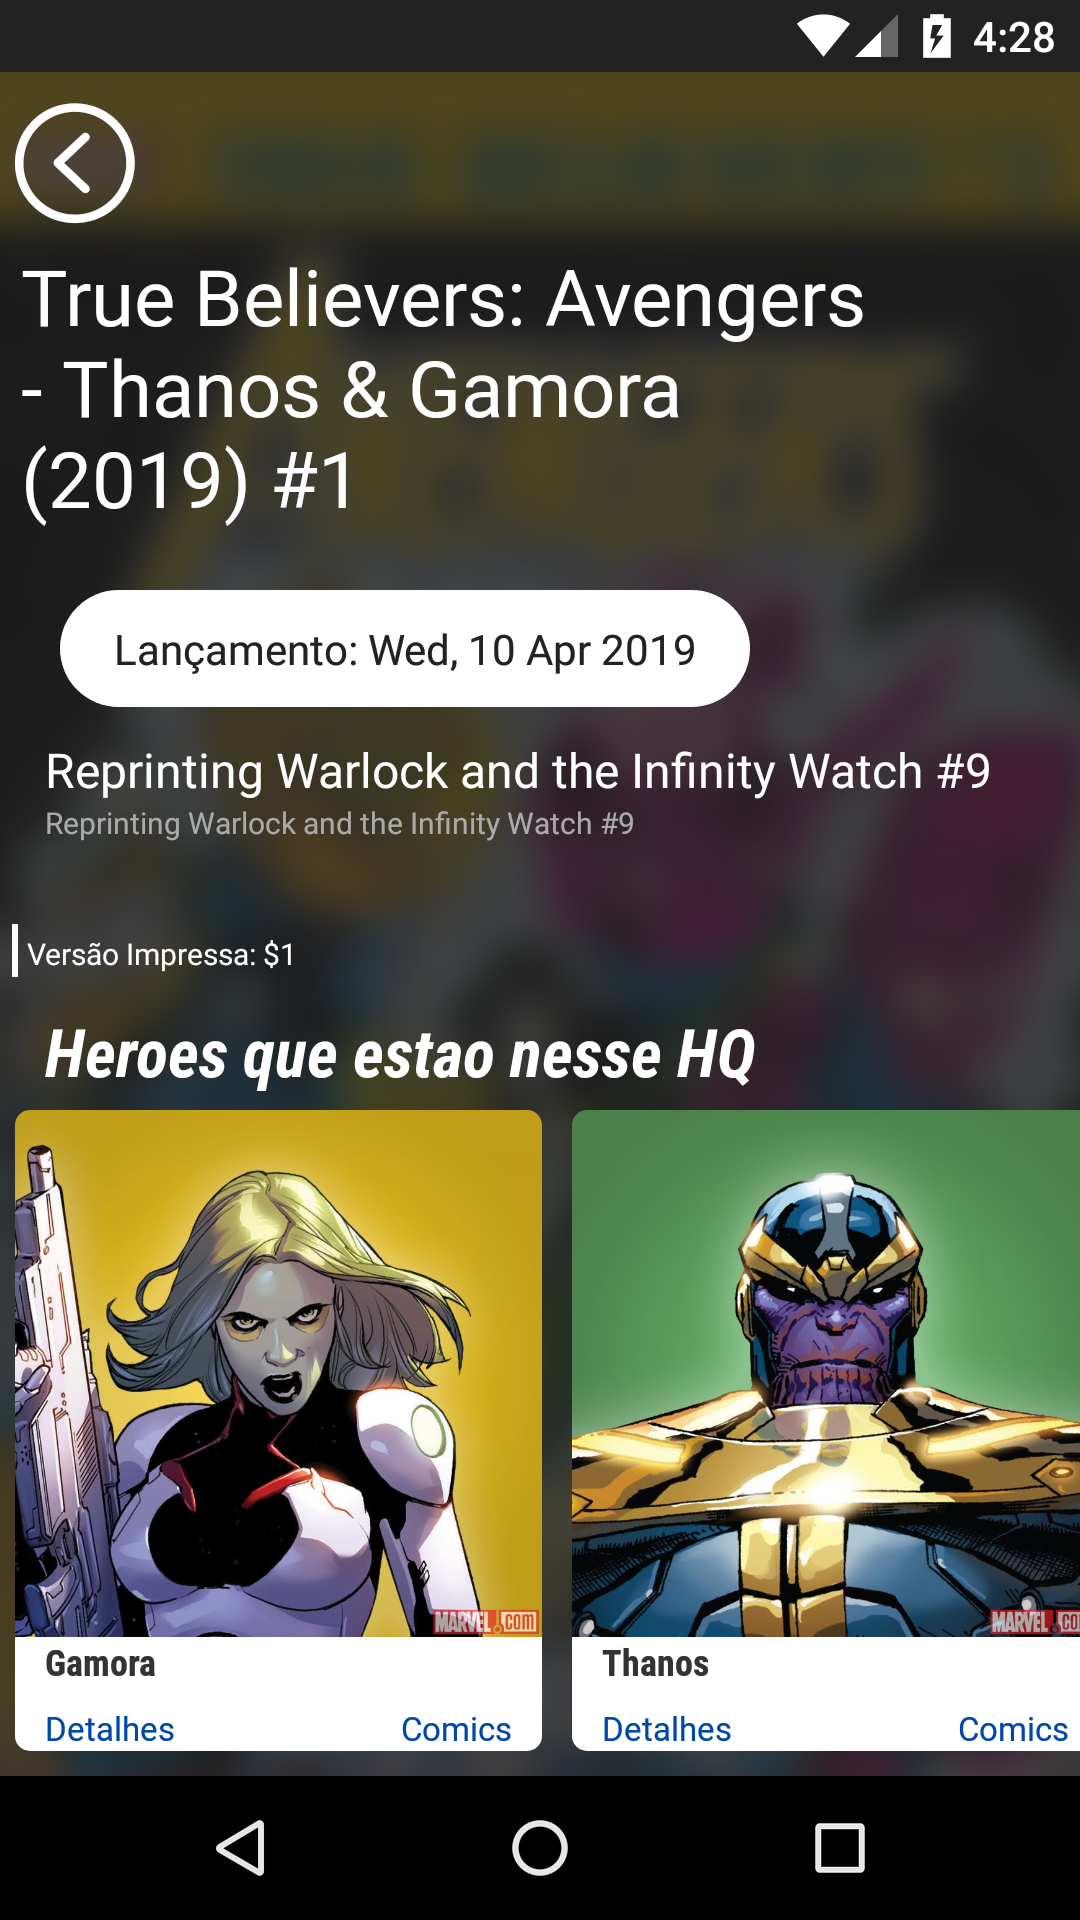 4:28
True Believers: Avengers
- Thanos & Gamora
(2019) #1
Lançamento: Wed, 10 Apr 2019
Reprinting Warlock and the Infinity Watch #9
Reprinting Warlock and the Infinity Watch #9
Versão Impressa: $1
Heroes que estao nesse HQ
MARVEL.com
MARVEL.co
Gamora
Thanos
Detalhes
Comics
Detalhes
Comics